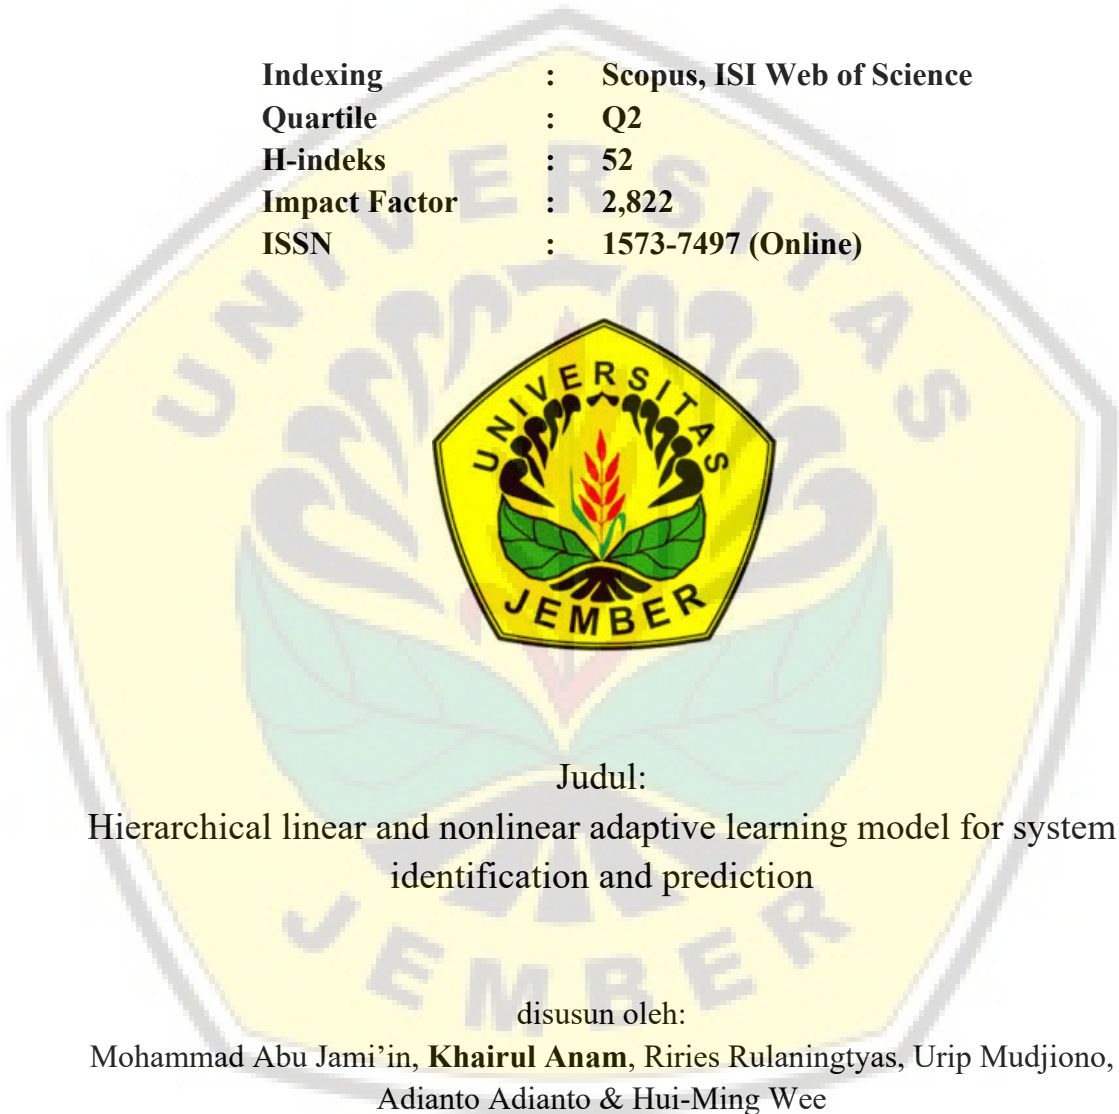 Indexing : Scopus, ISI Web of Science
Quartile : Q2
H-indeks : 52
Impact Factor : 2,822
ISSN : 1573-7497 (Online)
UNIVERSITAS
JEMBER
UNIVERSITAS
JEMBER
Judul:
Hierarchical linear and nonlinear adaptive learning model for system
identification and prediction
disusun oleh:
Mohammad Abu Jami’in, Khairul Anam, Riries Rulaningtyas, Urip Mudjiono,
Adianto Adianto & Hui-Ming Wee